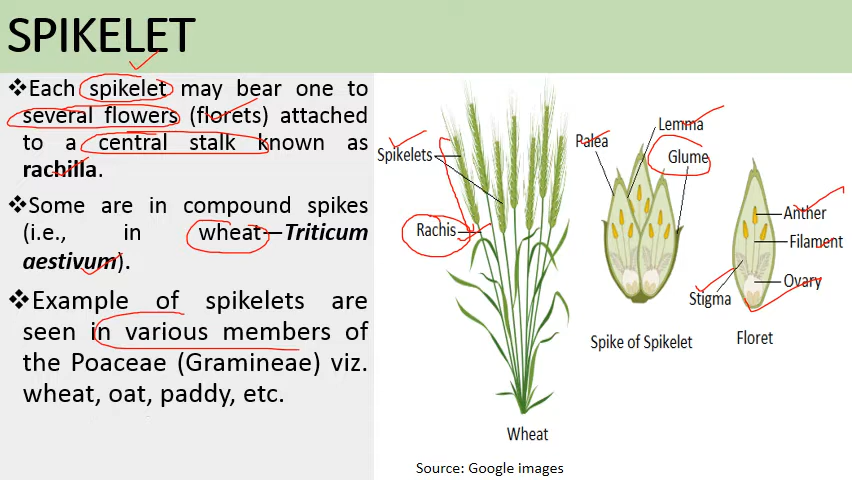 SPIKELET
❖Each spikelet may bear one to
several flowers (florets) attached
to a central stalk known as
rachilla.
❖Some are in compound spikes
(i.e., in wheat—Triticum
aestivum).
❖Example of spikelets are
seen in various members of
the Poaceae (Gramineae) viz.
wheat, oat, paddy, etc.
Spikelets
Rachis
Wheat
Palea
Lemma
Glume
Spike of Spikelet
Anther
Filament
Ovary
Stigma
Floret
Source: Google images